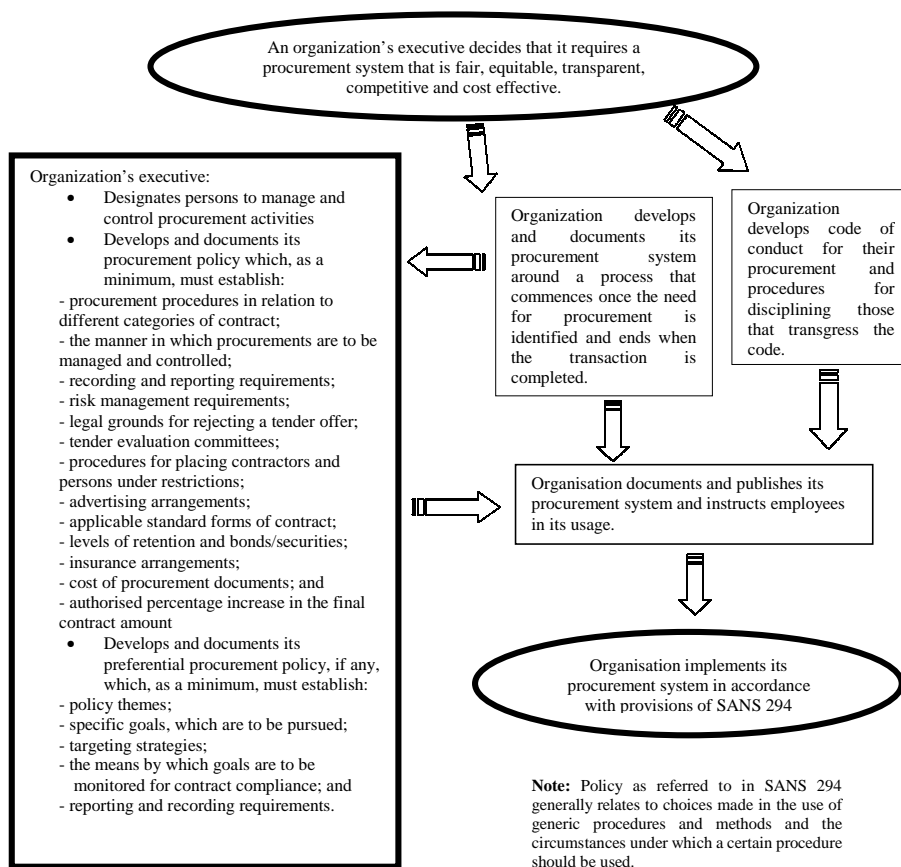 An organization’s executive decides that it requires a
procurement system that is fair, equitable, transparent,
competitive and cost effective.
Organization’s executive:
• Designates persons to manage and
control procurement activities
• Develops and documents its
procurement policy which, as a
minimum, must establish:
- procurement procedures in relation to
different categories of contract;
- the manner in which procurements are to be
managed and controlled;
- recording and reporting requirements;
- risk management requirements;
- legal grounds for rejecting a tender offer;
- tender evaluation committees;
- procedures for placing contractors and
persons under restrictions;
- advertising arrangements;
- applicable standard forms of contract;
- levels of retention and bonds/securities;
- insurance arrangements;
- cost of procurement documents; and
- authorised percentage increase in the final
contract amount
• Develops and documents its
preferential procurement policy, if any,
which, as a minimum, must establish:
- policy themes;
- specific goals, which are to be pursued;
- targeting strategies;
- the means by which goals are to be
monitored for contract compliance; and
- reporting and recording requirements.
Organization develops
and documents its
procurement system
around a process that
commences once the need
for procurement is
identified and ends when
the transaction is
completed.
Organization
develops code of
conduct for their
procurement and
procedures for
disciplining those
that transgress the
code.
Organisation documents and publishes its
procurement system and instructs employees
in its usage.
Organisation implements its
procurement system in accordance
with provisions of SANS 294
Note: Policy as referred to in SANS 294
generally relates to choices made in the use of
generic procedures and methods and the
circumstances under which a certain procedure
should be used.